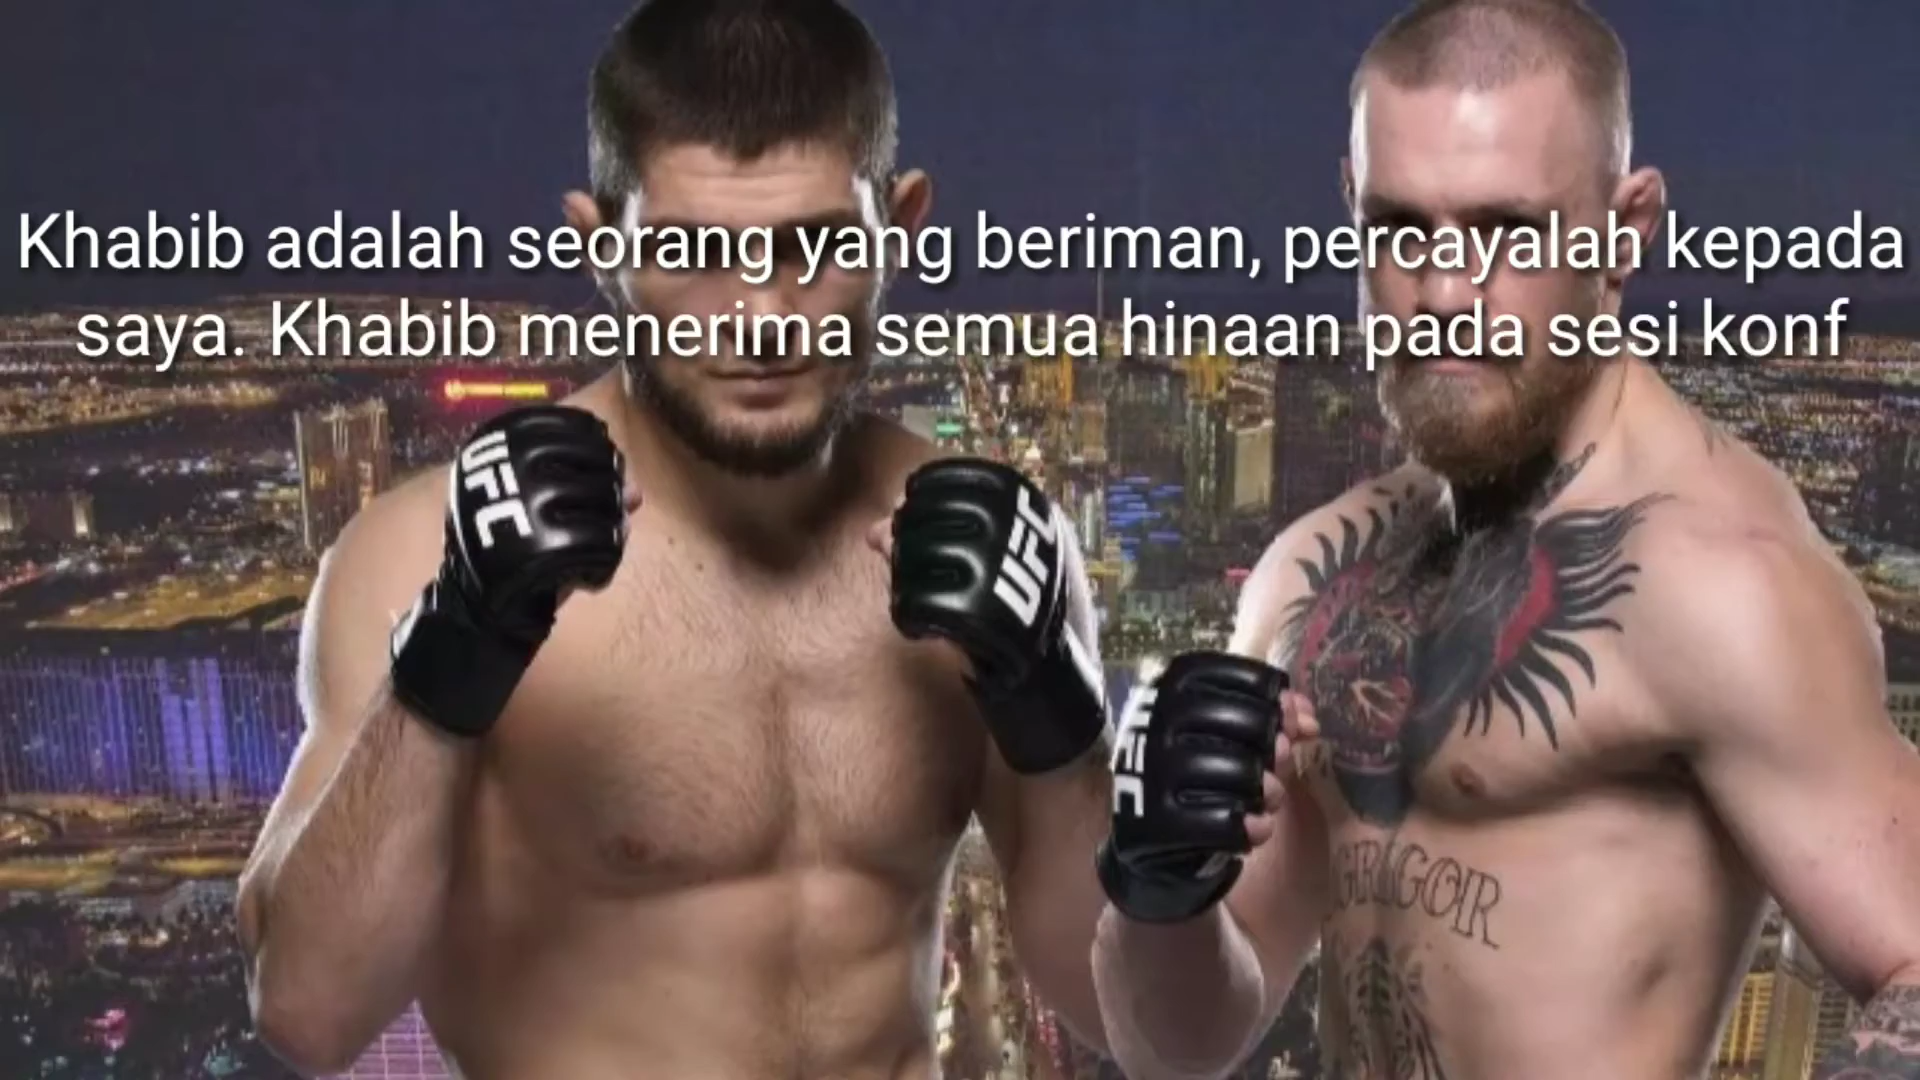 Khabib adalah seorang yang beriman, percayalah kepada
saya. Khabib menerima semua hinaan pada sesi konf
UFC
UFC
UFC
GREGOR